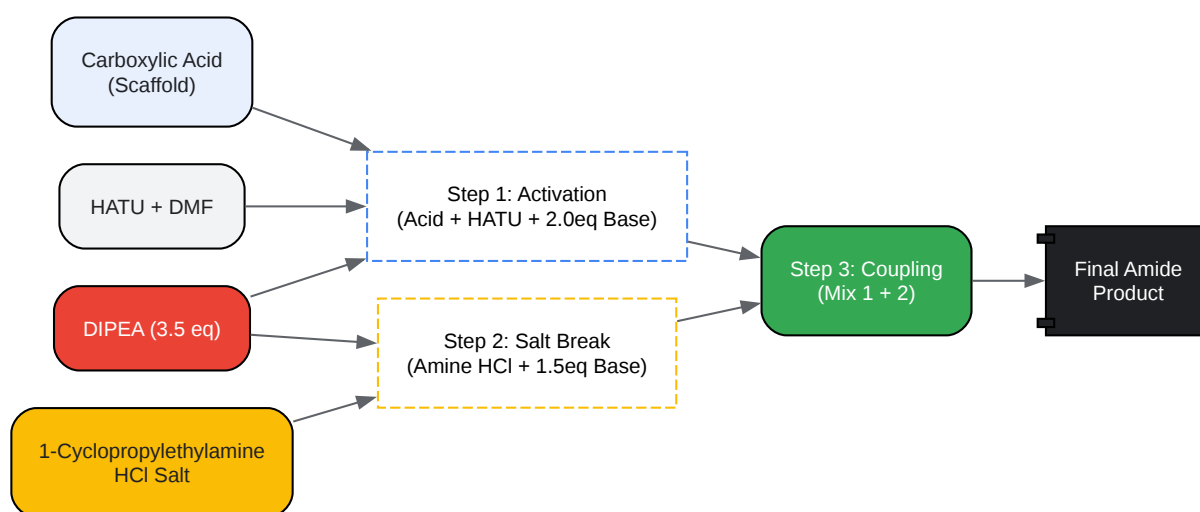 Carboxylic Acid
(Scaffold)
HATU + DMF
DIPEA (3.5 eq)
1-Cyclopropylethylamine
HCl Salt
Step 1: Activation
(Acid + HATU + 2.0eq Base)
Step 2: Salt Break
(Amine HCl + 1.5eq Base)
Step 3: Coupling
(Mix 1 + 2)
Final Amide
Product